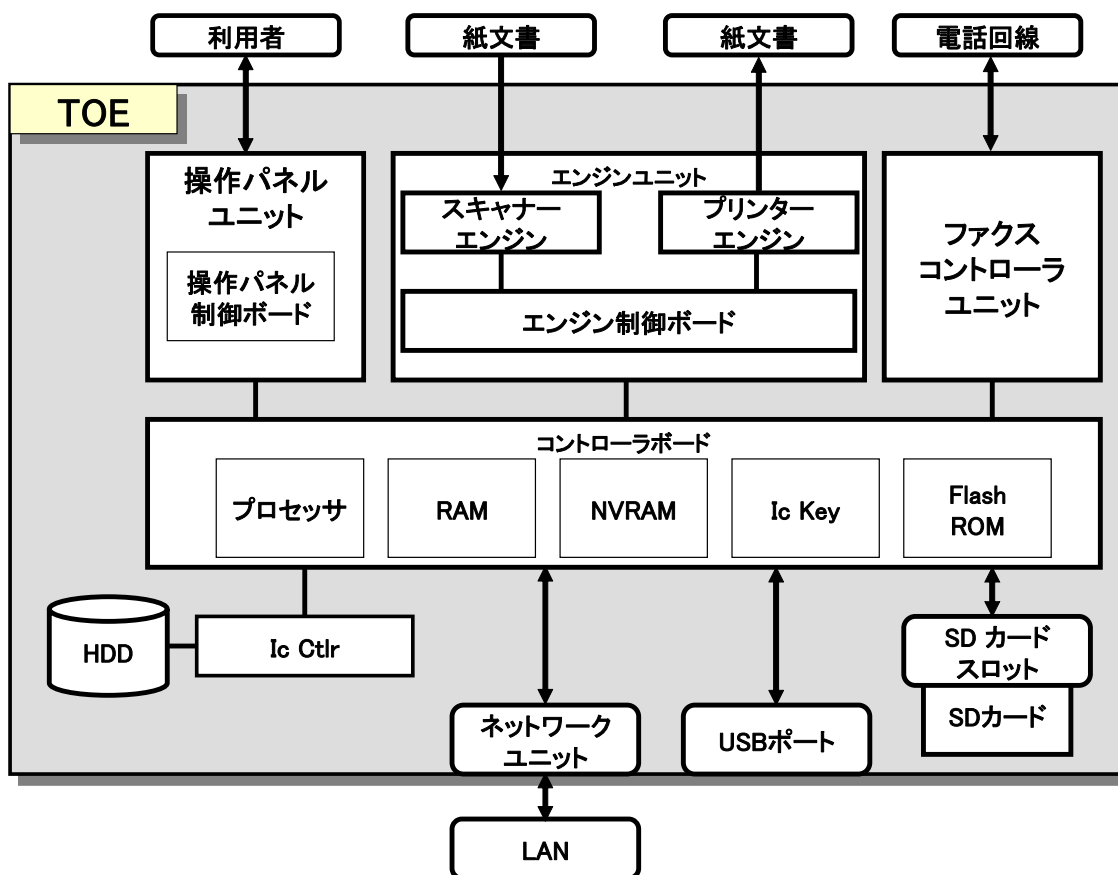 利用者
紙文書
紙文書
電話回線
TOE
操作パネル
ユニット
操作パネル
制御ボード
エンジンユニット
スキャナー
エンジン
プリンター
エンジン
エンジン制御ボード
ファクス
コントローラ
ユニット
コントローラボード
プロセッサ
RAM
NVRAM
Ic Key
Flash
ROM
HDD
Ic Ctlr
ネットワーク
ユニット
USBポート
SD カード
スロット
SDカード
LAN